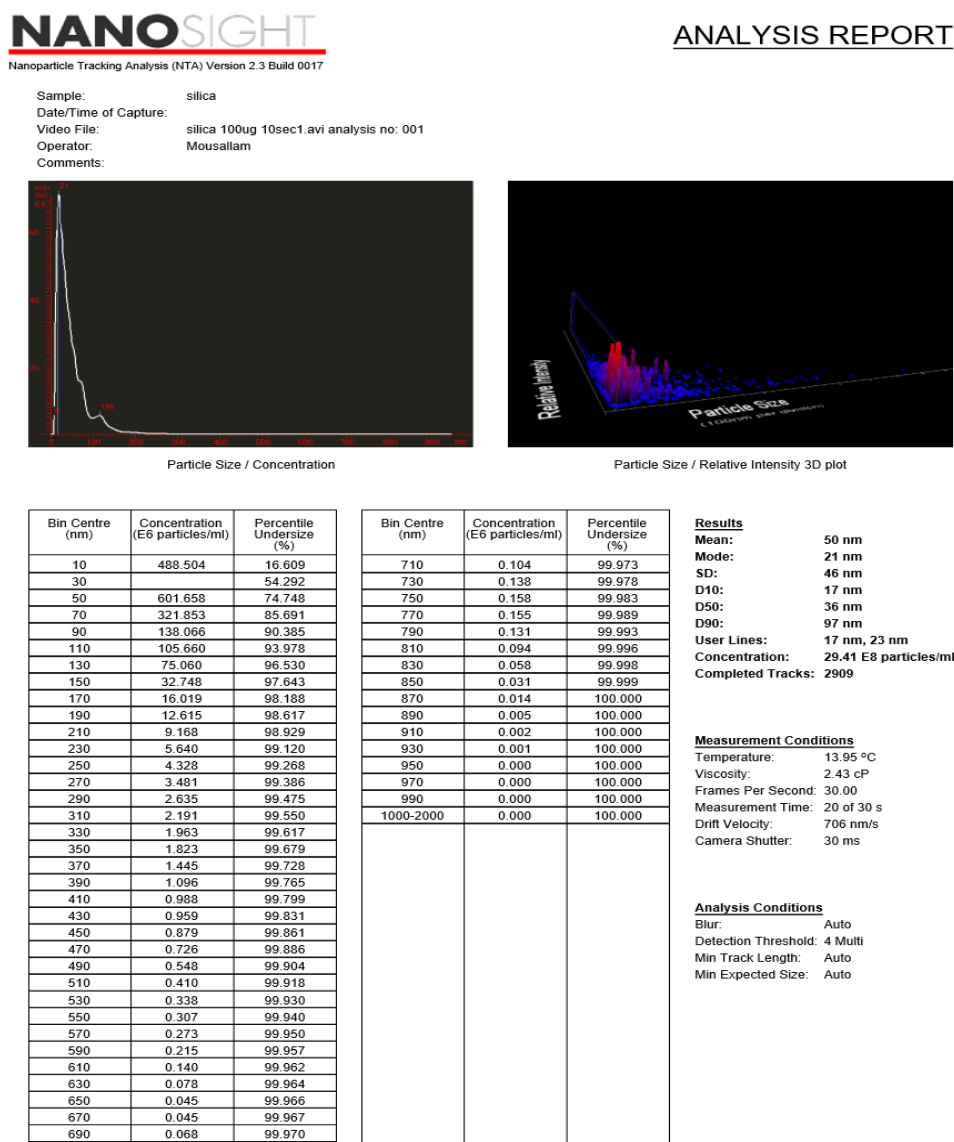 NANOSIGHT
ANALYSIS REPORT
Nanoparticle Tracking Analysis (NTA) Version 2.3 Build 0017
Sample: silica
Date/Time of Capture:
Video File: silica 100ug 10sec1.avi analysis no: 001
Operator: Mousallam
Comments:
21
E6
60
40
20
116
0 100 200 300 400 500 600 700 800 900 nm
Particle Size / Concentration
Relative Intensity
Particle Size
(100nm per division)
Particle Size / Relative Intensity 3D plot
Bin Centre (nm) Concentration (E6 particles/ml) Percentile Undersize (%)
10 488.504 16.609
30 54.292
50 601.658 74.748
70 321.853 85.691
90 138.066 90.385
110 105.660 93.978
130 75.060 96.530
150 32.748 97.643
170 16.019 98.188
190 12.615 98.617
210 9.168 98.929
230 5.640 99.120
250 4.328 99.268
270 3.481 99.386
290 2.635 99.475
310 2.191 99.550
330 1.963 99.617
350 1.823 99.679
370 1.445 99.728
390 1.096 99.765
410 0.988 99.799
430 0.959 99.831
450 0.879 99.861
470 0.726 99.886
490 0.548 99.904
510 0.410 99.918
530 0.338 99.930
550 0.307 99.940
570 0.273 99.950
590 0.215 99.957
610 0.140 99.962
630 0.078 99.964
650 0.045 99.966
670 0.045 99.967
690 0.068 99.970
Bin Centre (nm) Concentration (E6 particles/ml) Percentile Undersize (%)
710 0.104 99.973
730 0.138 99.978
750 0.158 99.983
770 0.155 99.989
790 0.131 99.993
810 0.094 99.996
830 0.058 99.998
850 0.031 99.999
870 0.014 100.000
890 0.005 100.000
910 0.002 100.000
930 0.001 100.000
950 0.000 100.000
970 0.000 100.000
990 0.000 100.000
1000-2000 0.000 100.000
Results
Mean: 50 nm
Mode: 21 nm
SD: 46 nm
D10: 17 nm
D50: 36 nm
D90: 97 nm
User Lines: 17 nm, 23 nm
Concentration: 29.41 E8 particles/ml
Completed Tracks: 2909
Measurement Conditions
Temperature: 13.95 ºC
Viscosity: 2.43 cP
Frames Per Second: 30.00
Measurement Time: 20 of 30 s
Drift Velocity: 706 nm/s
Camera Shutter: 30 ms
Analysis Conditions
Blur: Auto
Detection Threshold: 4 Multi
Min Track Length: Auto
Min Expected Size: Auto